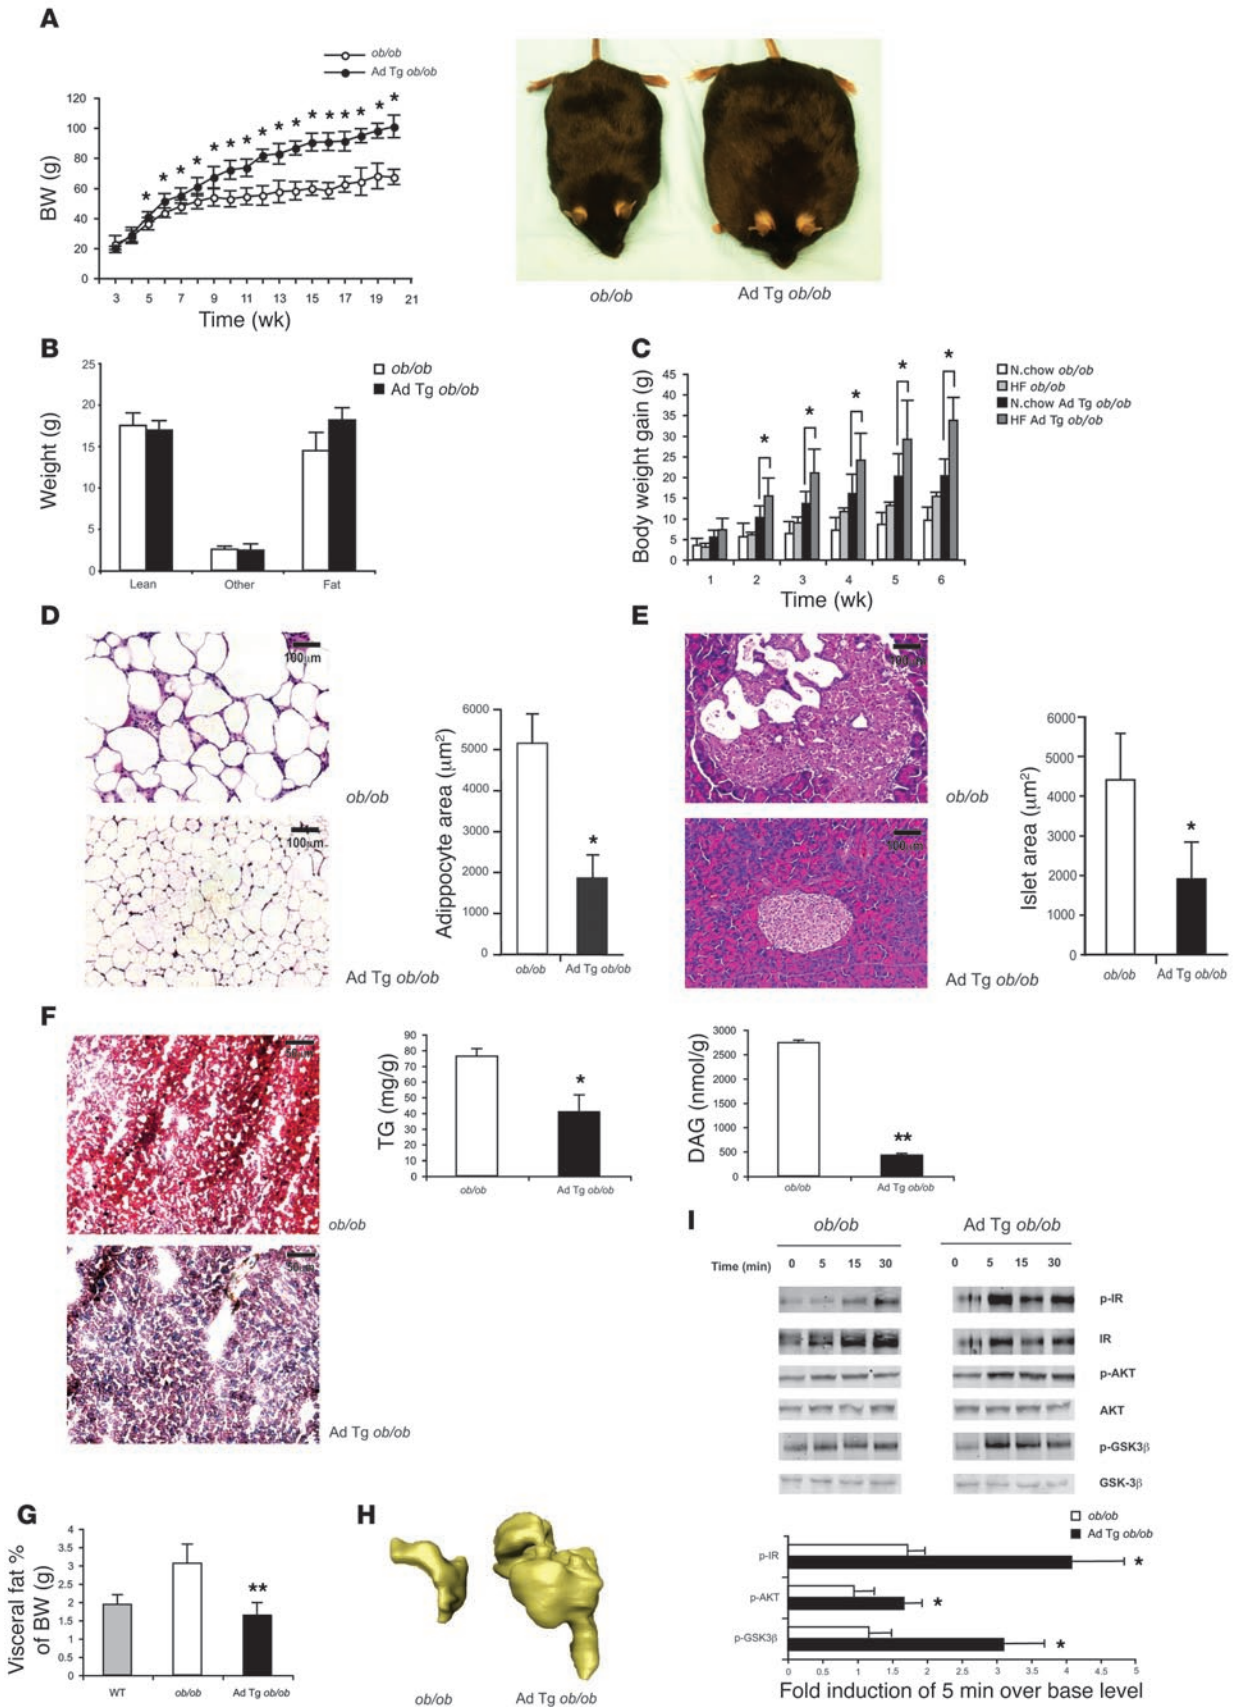 A
ob/ob
Ad Tg ob/ob
120
100
80
60
40
20
0
BW (g)
* * * * * * * * * * * * * * * *
3 5 7 9 11 13 15 17 19 21
Time (wk)
ob/ob
Ad Tg ob/ob
B
25
20
15
10
5
0
Weight (g)
ob/ob
Ad Tg ob/ob
Lean Other Fat
C
45
40
35
30
25
20
15
10
5
0
Body weight gain (g)
* * * * *
N.chow ob/ob
HF ob/ob
N.chow Ad Tg ob/ob
HF Ad Tg ob/ob
1 2 3 4 5 6
Time (wk)
D
100μm
ob/ob
100μm
Ad Tg ob/ob
6000
5000
4000
3000
2000
1000
0
Adippocyte area (μm²)
*
ob/ob Ad Tg ob/ob
E
100μm
ob/ob
100μm
Ad Tg ob/ob
6000
5000
4000
3000
2000
1000
0
Islet area (μm²)
*
ob/ob Ad Tg ob/ob
F
50μm
ob/ob
50μm
Ad Tg ob/ob
90
80
70
60
50
40
30
20
10
0
TG (mg/g)
*
ob/ob Ad Tg ob/ob
3000
2500
2000
1500
1000
500
0
DAG (nmol/g)
**
ob/ob Ad Tg ob/ob
G
4
3.5
3
2.5
2
1.5
1
0.5
0
Visceral fat %
of BW (g)
**
WT ob/ob Ad Tg ob/ob
H
ob/ob Ad Tg ob/ob
I
ob/ob Ad Tg ob/ob
Time (min) 0 5 15 30 0 5 15 30
p-IR
IR
p-AKT
AKT
p-GSK3β
GSK-3β
ob/ob
Ad Tg ob/ob
p-IR *
p-AKT *
p-GSK3β *
0 0.5 1 1.5 2 2.5 3 3.5 4 4.5 5
Fold induction of 5 min over base level